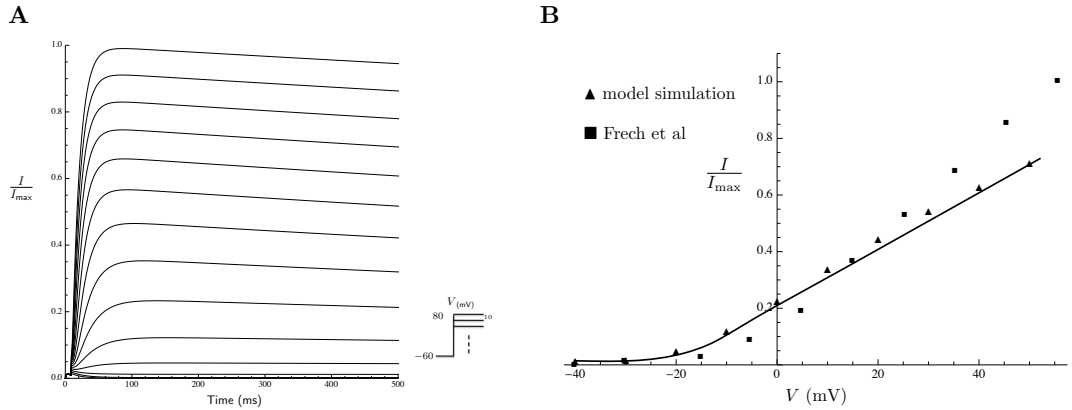 A
I
I max
1.0
0.8
0.6
0.4
0.2
0.0
0
100
200
300
400
500
Time (ms)
V (mV)
80
10
−60
B
▲ model simulation
■ Frech et al
I
I max
1.0
0.8
0.6
0.4
0.2
−40
−20
0
20
40
V (mV)